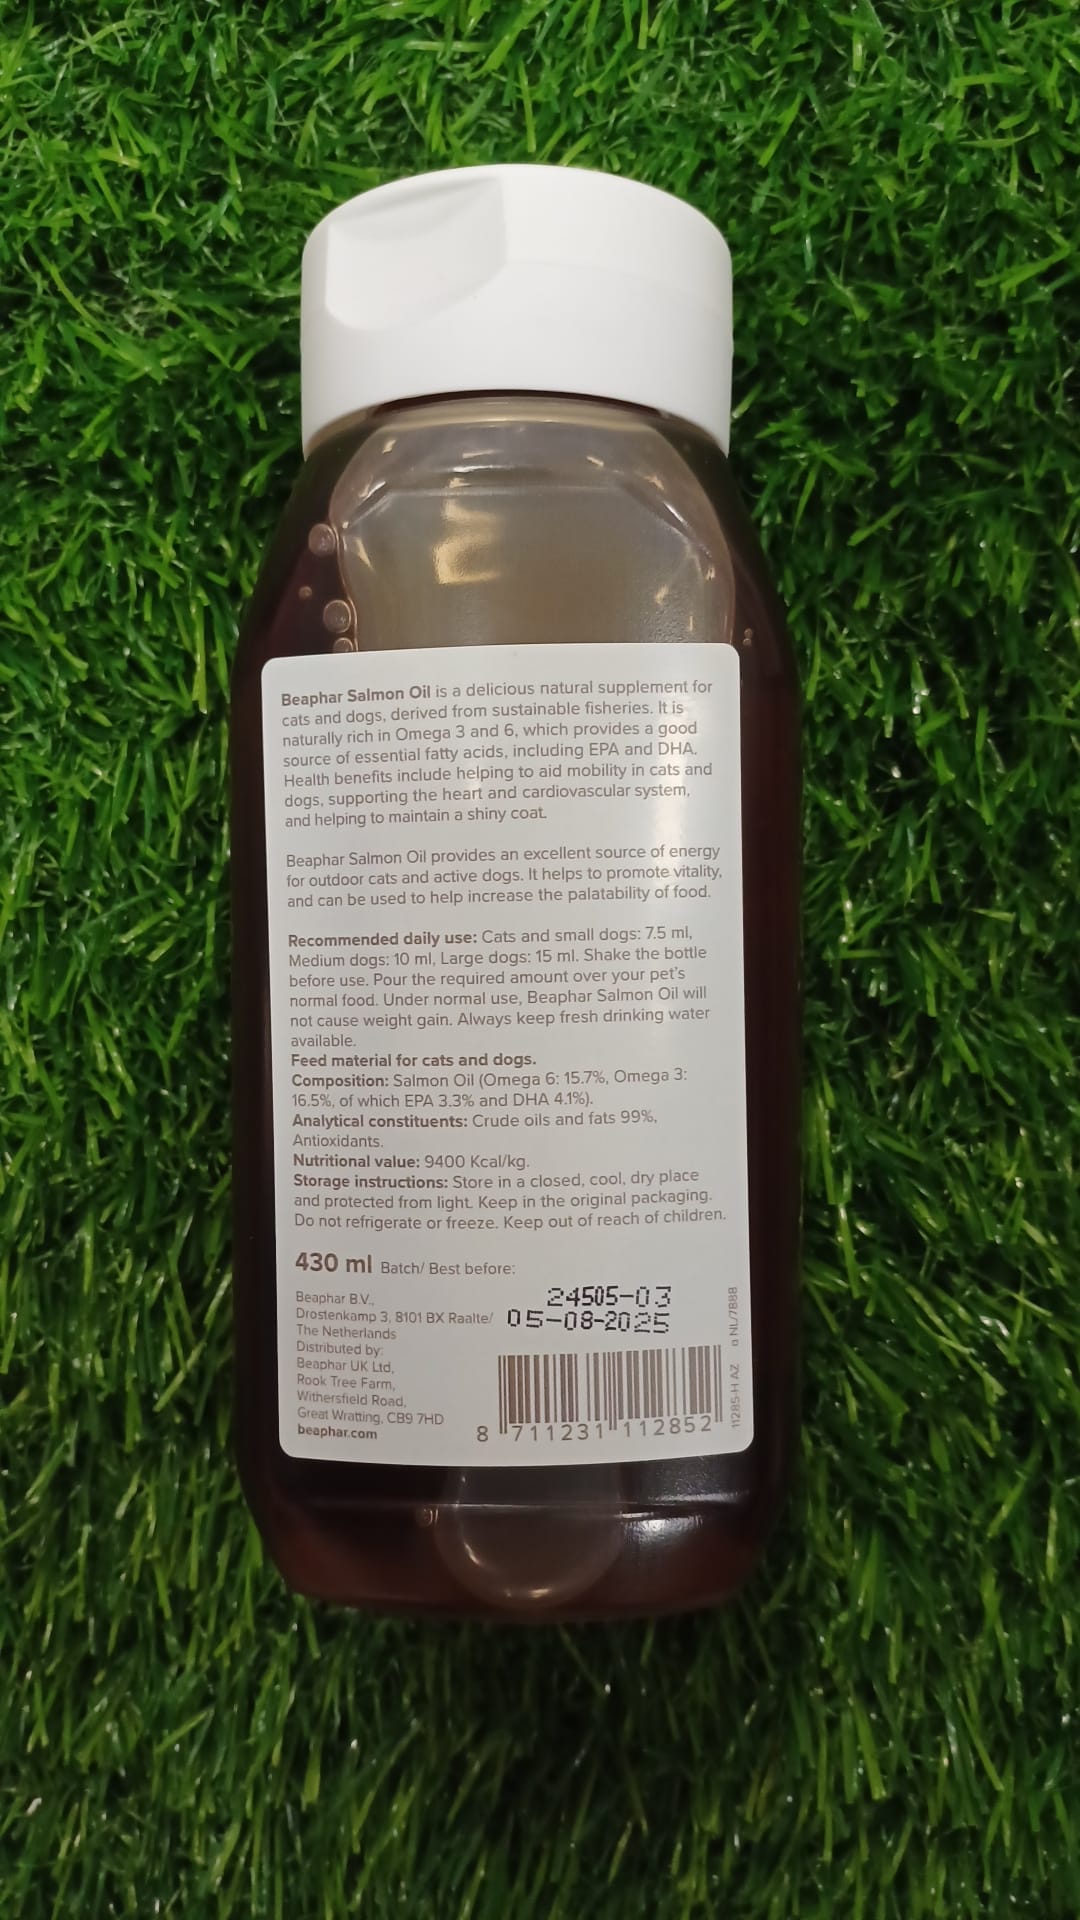 Beaphar Salmon Oil is a delicious natural supplement for
cats and dogs, derived from sustainable fisheries. It is
naturally rich in Omega 3 and 6, which provides a good
source of essential fatty acids, including EPA and DHA.
Health benefits include helping to aid mobility in cats and
dogs, supporting the heart and cardiovascular system,
and helping to maintain a shiny coat.
Beaphar Salmon Oil provides an excellent source of energy
for outdoor cats and active dogs. It helps to promote vitality,
and can be used to help increase the palatability of food.
Recommended daily use: Cats and small dogs: 7.5 ml,
Medium dogs: 10 ml, Large dogs: 15 ml. Shake the bottle
before use. Pour the required amount over your pet's
normal food. Under normal use, Beaphar Salmon Oil will
not cause weight gain. Always keep fresh drinking water
available.
Feed material for cats and dogs.
Composition: Salmon Oil (Omega 6: 15.7%, Omega 3:
16.5%, of which EPA 3.3% and DHA 4.1%).
Analytical constituents: Crude oils and fats 99%,
Antioxidants.
Nutritional value: 9400 Kcal/kg.
Storage instructions: Store in a closed, cool, dry place
and protected from light. Keep in the original packaging.
Do not refrigerate or freeze. Keep out of reach of children.
430 ml Batch/ Best before:
24505-03
05-08-2025
Beaphar B.V.,
Drostenkamp 3, 8101 BX Raalte/
The Netherlands
Distributed by:
Beaphar UK Ltd,
Rook Tree Farm,
Withersfield Road,
Great Wratting, CB9 7HD
beaphar.com
8 711231 112852
11285-H AZ α NL/7888